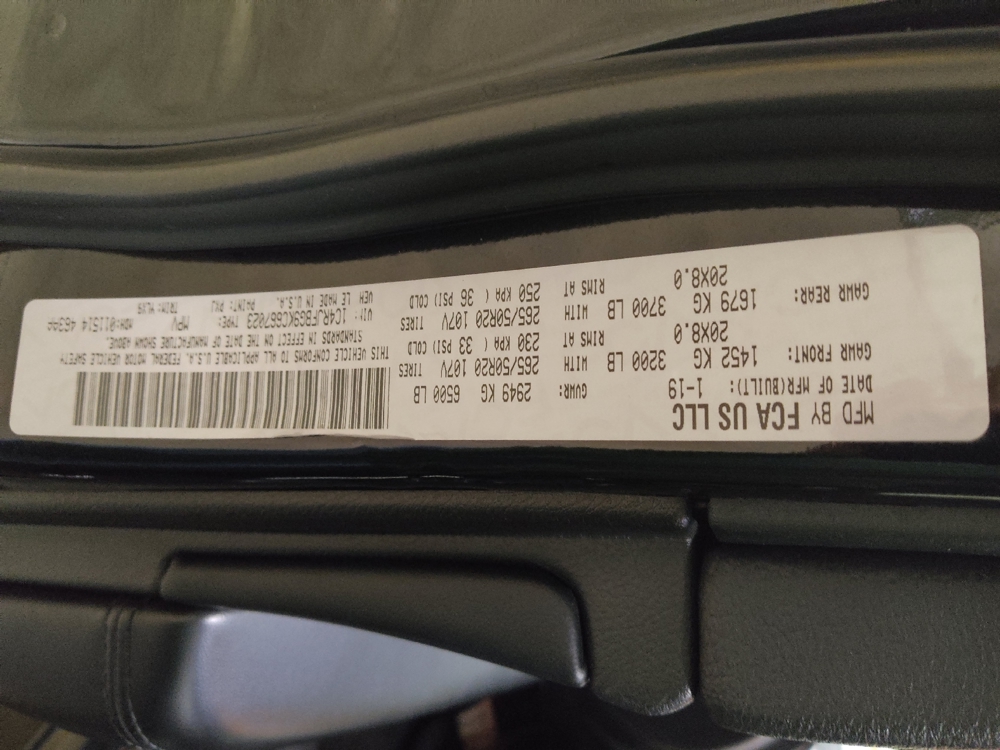 MFD BY FCA US LLC
DATE OF MFR(BUILT): 1-19
GVWR: 2949 KG 6500 LB
GAWR FRONT: 1452 KG 3200 LB WITH 265/50R20 107V TIRES
20X8.0 RIMS AT 230 KPA ( 33 PSI) COLD
GAWR REAR: 1679 KG 3700 LB WITH 265/50R20 107V TIRES
20X8.0 RIMS AT 250 KPA ( 36 PSI) COLD
THIS VEHICLE CONFORMS TO ALL APPLICABLE U.S.A. FEDERAL MOTOR VEHICLE SAFETY
STANDARDS IN EFFECT ON THE DATE OF MANUFACTURE SHOWN ABOVE.
TYPE: MPV
VEH LE MADE IN U.S.A. PAINT: PXJ